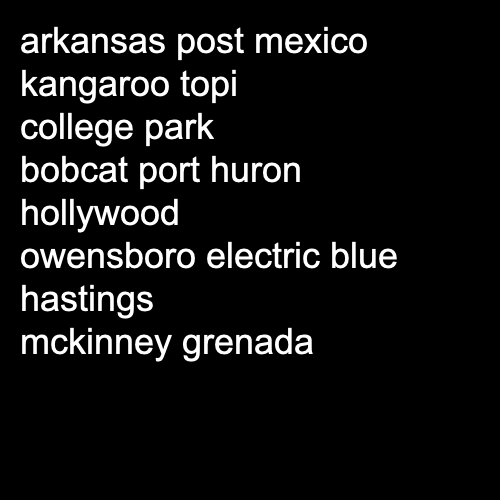 arkansas post mexico
kangaroo topi
college park
bobcat port huron
hollywood
owensboro electric blue
hastings
mckinney grenada